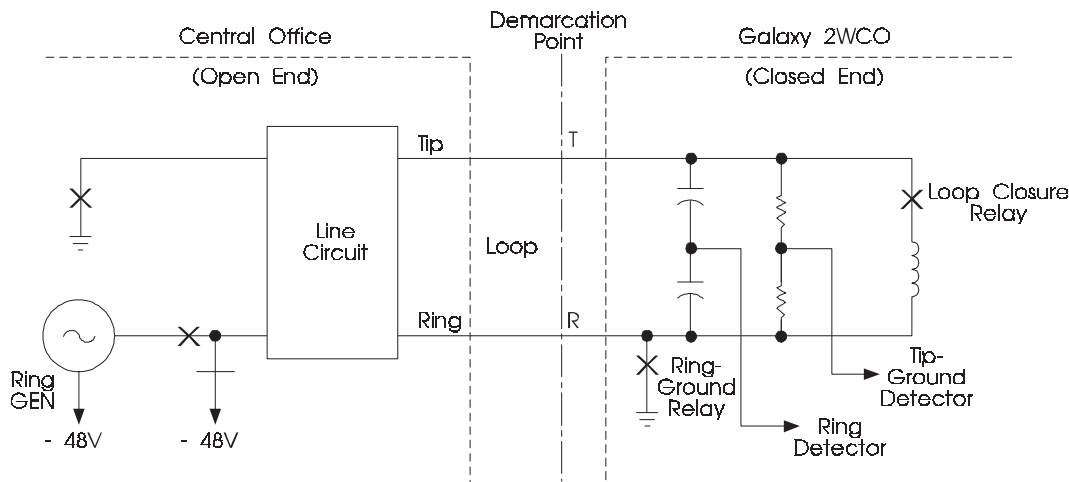 Demarcation
Point
Central Office
(Open End)
Galaxy 2WCO
(Closed End)
Tip
T
Line
Circuit
Loop
Loop Closure
Relay
Ring
R
Ring
GEN
- 48V
- 48V
Ring-
Ground
Relay
Tip-
Ground
Detector
Ring
Detector